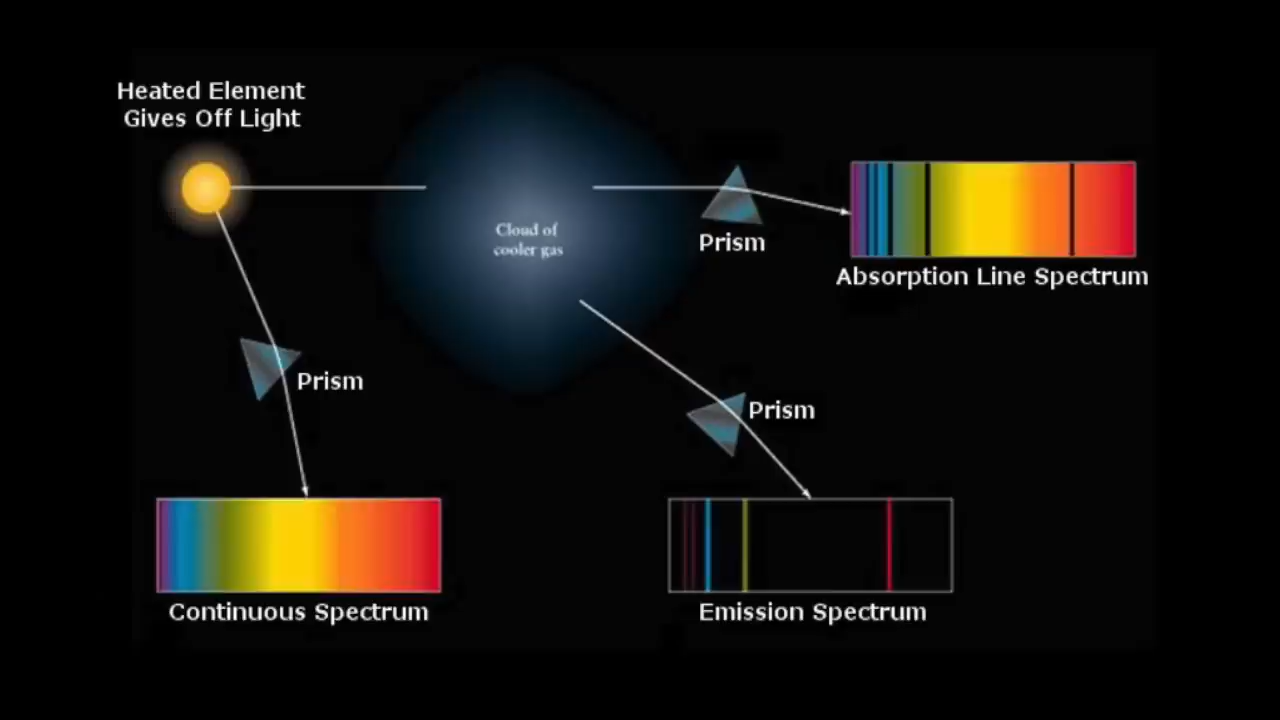 Heated Element
Gives Off Light
Cloud of
cooler gas
Prism
Absorption Line Spectrum
Prism
Prism
Continuous Spectrum
Emission Spectrum